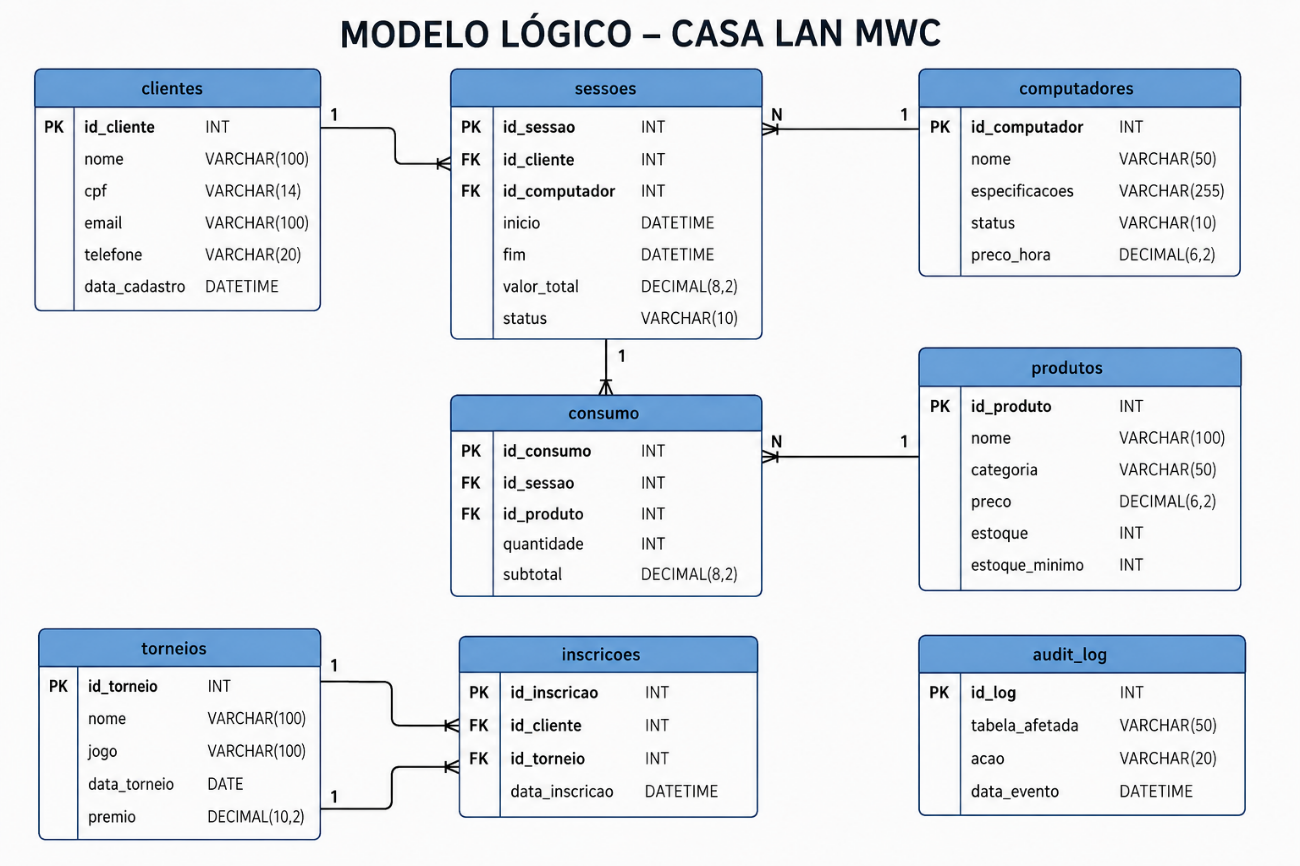 MODELO LÓGICO – CASA LAN MWC
clientes
PK id_cliente INT
nome VARCHAR(100)
cpf VARCHAR(14)
email VARCHAR(100)
telefone VARCHAR(20)
data_cadastro DATETIME
1
sessoes
PK id_sessao INT
FK id_cliente INT
FK id_computador INT
inicio DATETIME
fim DATETIME
valor_total DECIMAL(8,2)
status VARCHAR(10)
N 1
computadores
PK id_computador INT
nome VARCHAR(50)
especificacoes VARCHAR(255)
status VARCHAR(10)
preco_hora DECIMAL(6,2)
1
consumo
PK id_consumo INT
FK id_sessao INT
FK id_produto INT
quantidade INT
subtotal DECIMAL(8,2)
N 1
produtos
PK id_produto INT
nome VARCHAR(100)
categoria VARCHAR(50)
preco DECIMAL(6,2)
estoque INT
estoque_minimo INT
torneios
PK id_torneio INT
nome VARCHAR(100)
jogo VARCHAR(100)
data_torneio DATE
premio DECIMAL(10,2)
1
1
inscricoes
PK id_inscricao INT
FK id_cliente INT
FK id_torneio INT
data_inscricao DATETIME
audit_log
PK id_log INT
tabela_afetada VARCHAR(50)
acao VARCHAR(20)
data_evento DATETIME